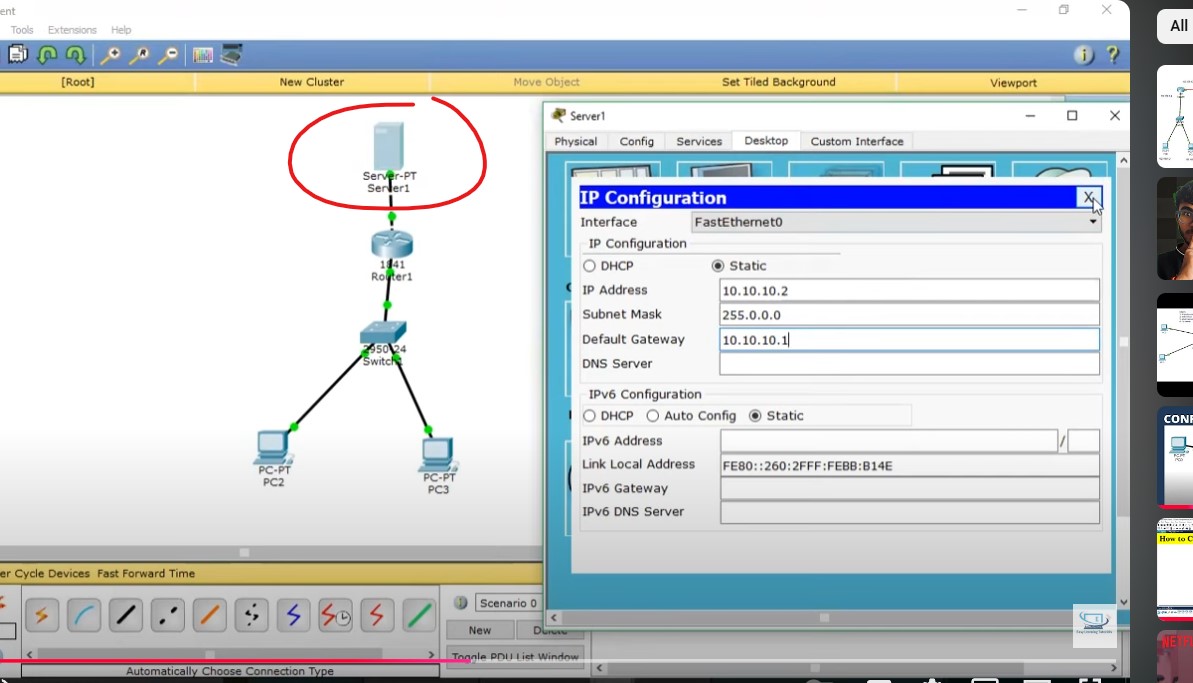 ent
Tools Extensions Help
All
[Root] New Cluster Move Object Set Tiled Background Viewport
Server1
Physical Config Services Desktop Custom Interface
Server-PT
Server1
1841
Router1
2950-24
Switch1
PC-PT
PC2
PC-PT
PC3
IP Configuration X
Interface FastEthernet0
IP Configuration
DHCP Static
IP Address 10.10.10.2
Subnet Mask 255.0.0.0
Default Gateway 10.10.10.1
DNS Server
IPv6 Configuration
DHCP Auto Config Static
IPv6 Address /
Link Local Address FE80::260:2FFF:FEBB:B14E
IPv6 Gateway
IPv6 DNS Server
er Cycle Devices Fast Forward Time
Scenario 0
New Delete
Toggle PDU List Window
Automatically Choose Connection Type
CONF
How to C
NETF